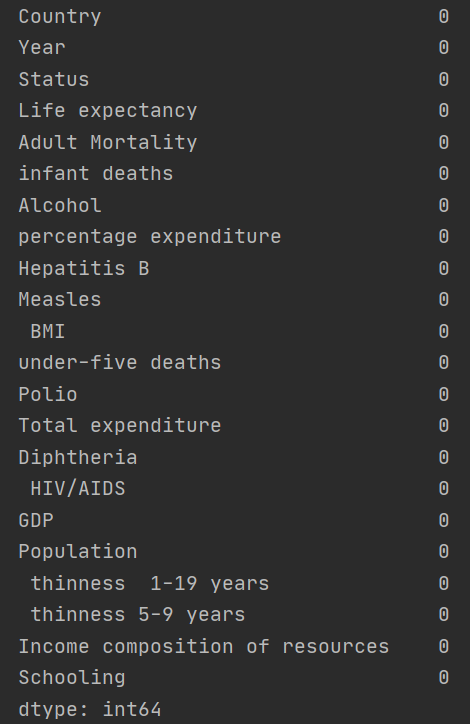 Country                           0
Year                              0
Status                            0
Life expectancy                   0
Adult Mortality                   0
infant deaths                     0
Alcohol                           0
percentage expenditure            0
Hepatitis B                       0
Measles                           0
 BMI                              0
under-five deaths                 0
Polio                             0
Total expenditure                 0
Diphtheria                        0
 HIV/AIDS                         0
GDP                               0
Population                        0
 thinness  1-19 years             0
 thinness 5-9 years               0
Income composition of resources    0
Schooling                         0
dtype: int64